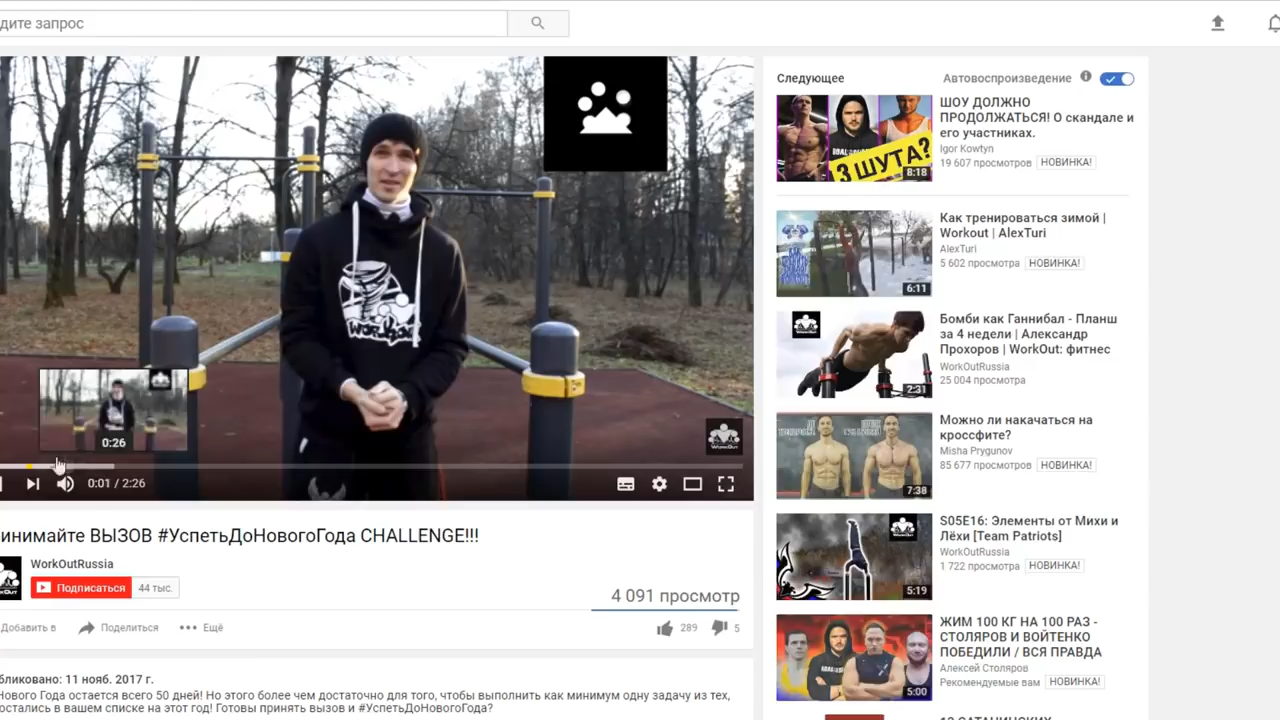 дите запрос
WORKOUT
0:26
WORKOUT
0:01 / 2:26
инимайте ВЫЗОВ #УспетьДоНовогоГода CHALLENGE!!!
WorkOutRussia
Подписаться 44 тыс.
4 091 просмотр
Добавить в Поделиться Ещё
289 5
бликовано: 11 нояб. 2017 г.
Нового Года остается всего 50 дней! Но этого более чем достаточно для того, чтобы выполнить как минимум одну задачу из тех,
остались в вашем списке на этот год! Готовы принять вызов и #УспетьДоНовогоГода?
Следующее Автовоспроизведение
3 ШУТА?
8:18
ШОУ ДОЛЖНО
ПРОДОЛЖАТЬСЯ! О скандале и
его участниках.
Igor Kowtyn
19 607 просмотров НОВИНКА!
6:11
Как тренироваться зимой |
Workout | AlexTuri
AlexTuri
5 602 просмотра НОВИНКА!
2:31
Бомби как Ганнибал - Планш
за 4 недели | Александр
Прохоров | WorkOut: фитнес
WorkOutRussia
25 004 просмотра
7:38
Можно ли накачаться на
кроссфите?
Misha Prygunov
85 677 просмотров НОВИНКА!
5:19
S05E16: Элементы от Михи и
Лёхи [Team Patriots]
WorkOutRussia
1 722 просмотра НОВИНКА!
5:00
ЖИМ 100 КГ НА 100 РАЗ -
СТОЛЯРОВ И ВОЙТЕНКО
ПОБЕДИЛИ / ВСЯ ПРАВДА
Алексей Столяров
Рекомендуемые вам НОВИНКА!